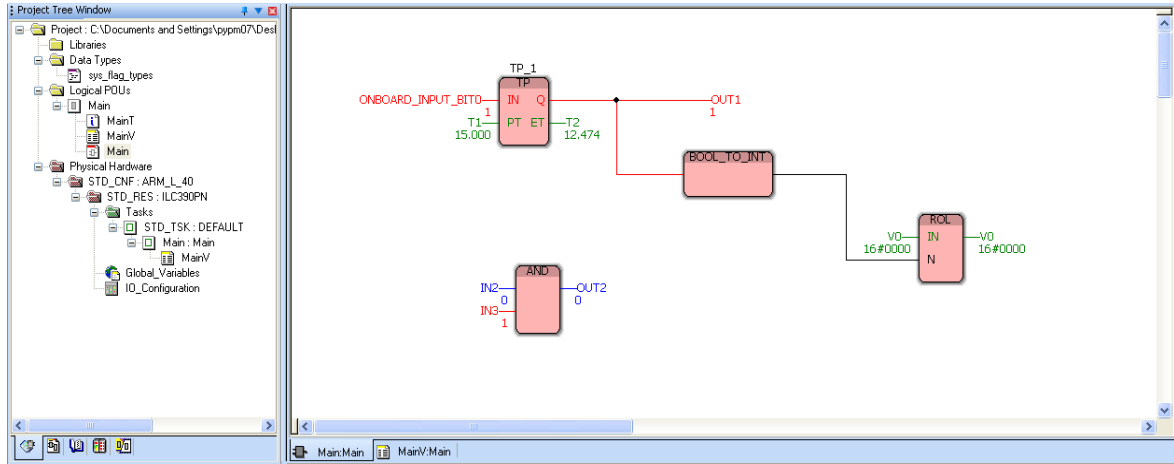 Project Tree Window
Project : C:\Documents and Settings\pypm07\Desl
Libraries
Data Types
sys_flag_types
Logical POUs
Main
MainT
MainV
Main
Physical Hardware
STD_CNF : ARM_L_40
STD_RES : ILC390PN
Tasks
STD_TSK : DEFAULT
Main : Main
MainV
Global_Variables
IO_Configuration
TP_1
TP
ONBOARD_INPUT_BIT0 IN Q OUT1
1 1
T1 PT ET T2
15.000 12.474
BOOL_TO_INT
ROL
V0 IN V0
16#0000 16#0000
N
AND
IN2 OUT2
0 0
IN3
1
Main:Main MainV:Main